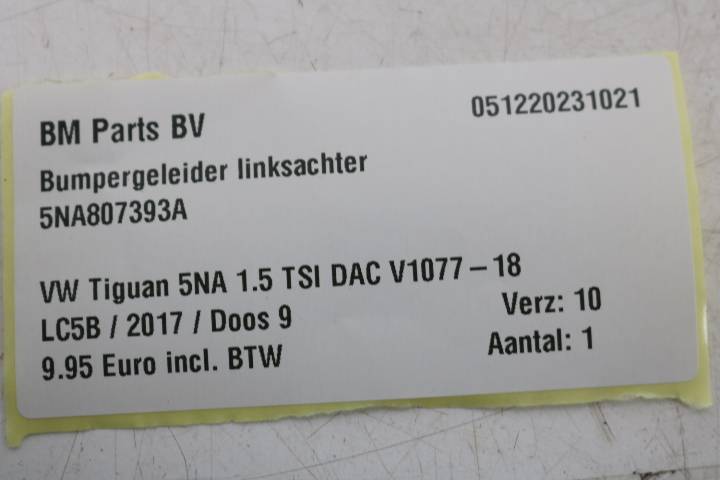 BM Parts BV 051220231021
Bumpergeleider linksachter
5NA807393A
VW Tiguan 5NA 1.5 TSI DAC V1077 – 18
LC5B / 2017 / Doos 9 Verz: 10
9.95 Euro incl. BTW Aantal: 1